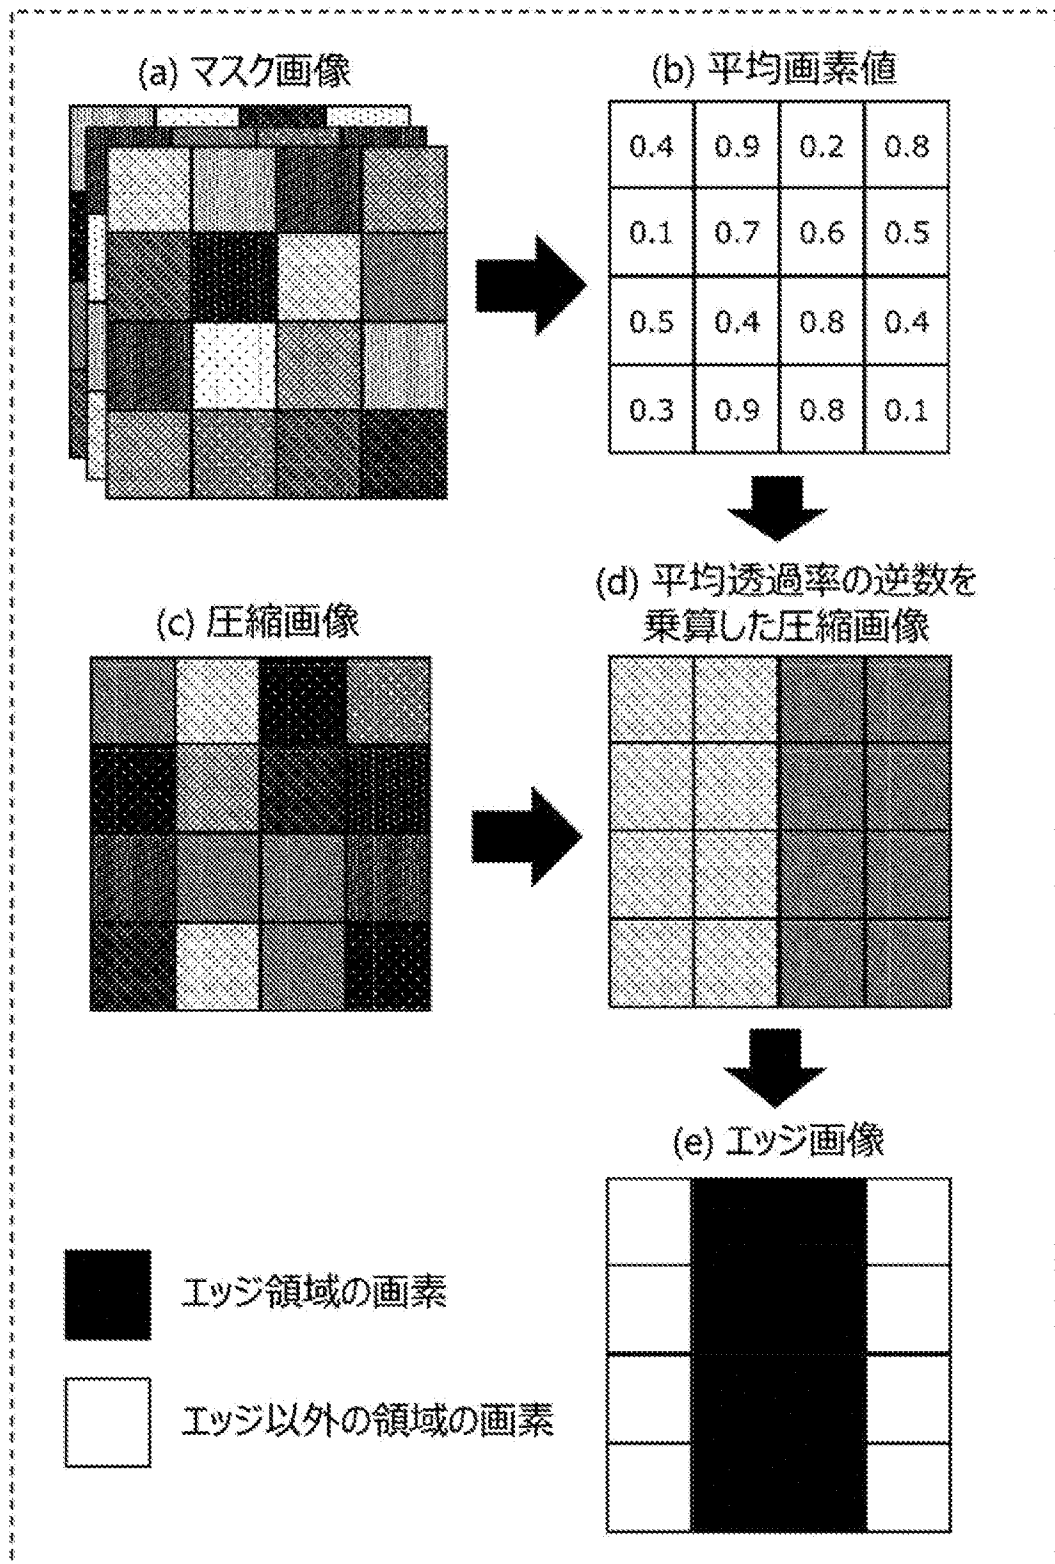 (a) マスク画像
(b) 平均画素値
0.4 0.9 0.2 0.8
0.1 0.7 0.6 0.5
0.5 0.4 0.8 0.4
0.3 0.9 0.8 0.1
(c) 圧縮画像
(d) 平均透過率の逆数を
乗算した圧縮画像
(e) エッジ画像
エッジ領域の画素
エッジ以外の領域の画素